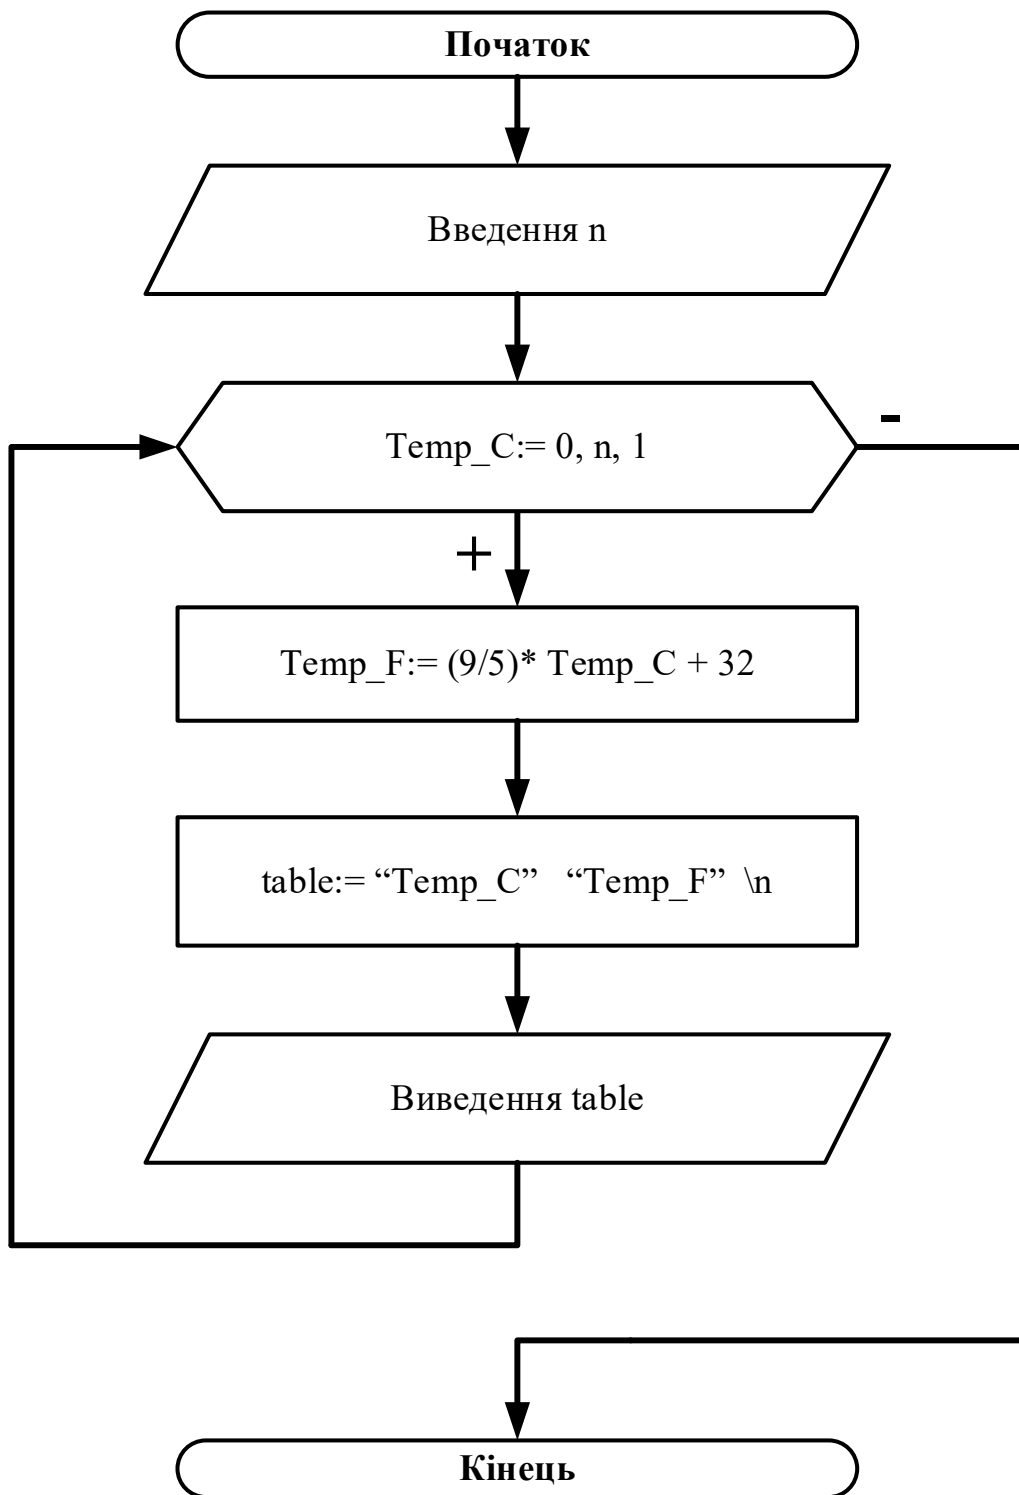 Початок
Введення n
Temp_C:= 0, n, 1
-
+
Temp_F:= (9/5)* Temp_C + 32
table:= “Temp_C”   “Temp_F”  \n
Виведення table
Кінець